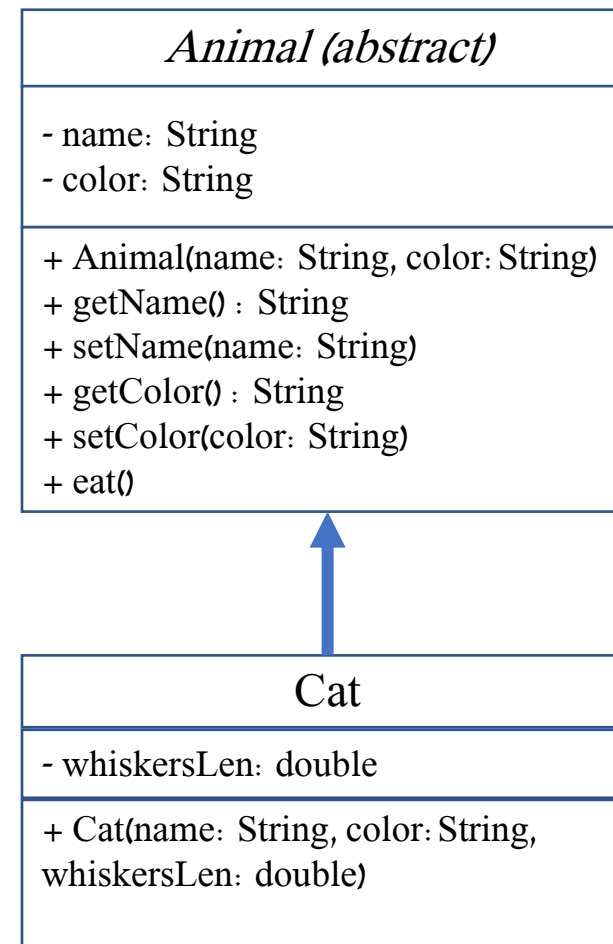 Animal (abstract)
- name: String
- color: String
+ Animal(name: String, color: String)
+ getName() : String
+ setName(name: String)
+ getColor() : String
+ setColor(color: String)
+ eat()
Cat
- whiskersLen: double
+ Cat(name: String, color: String,
whiskersLen: double)